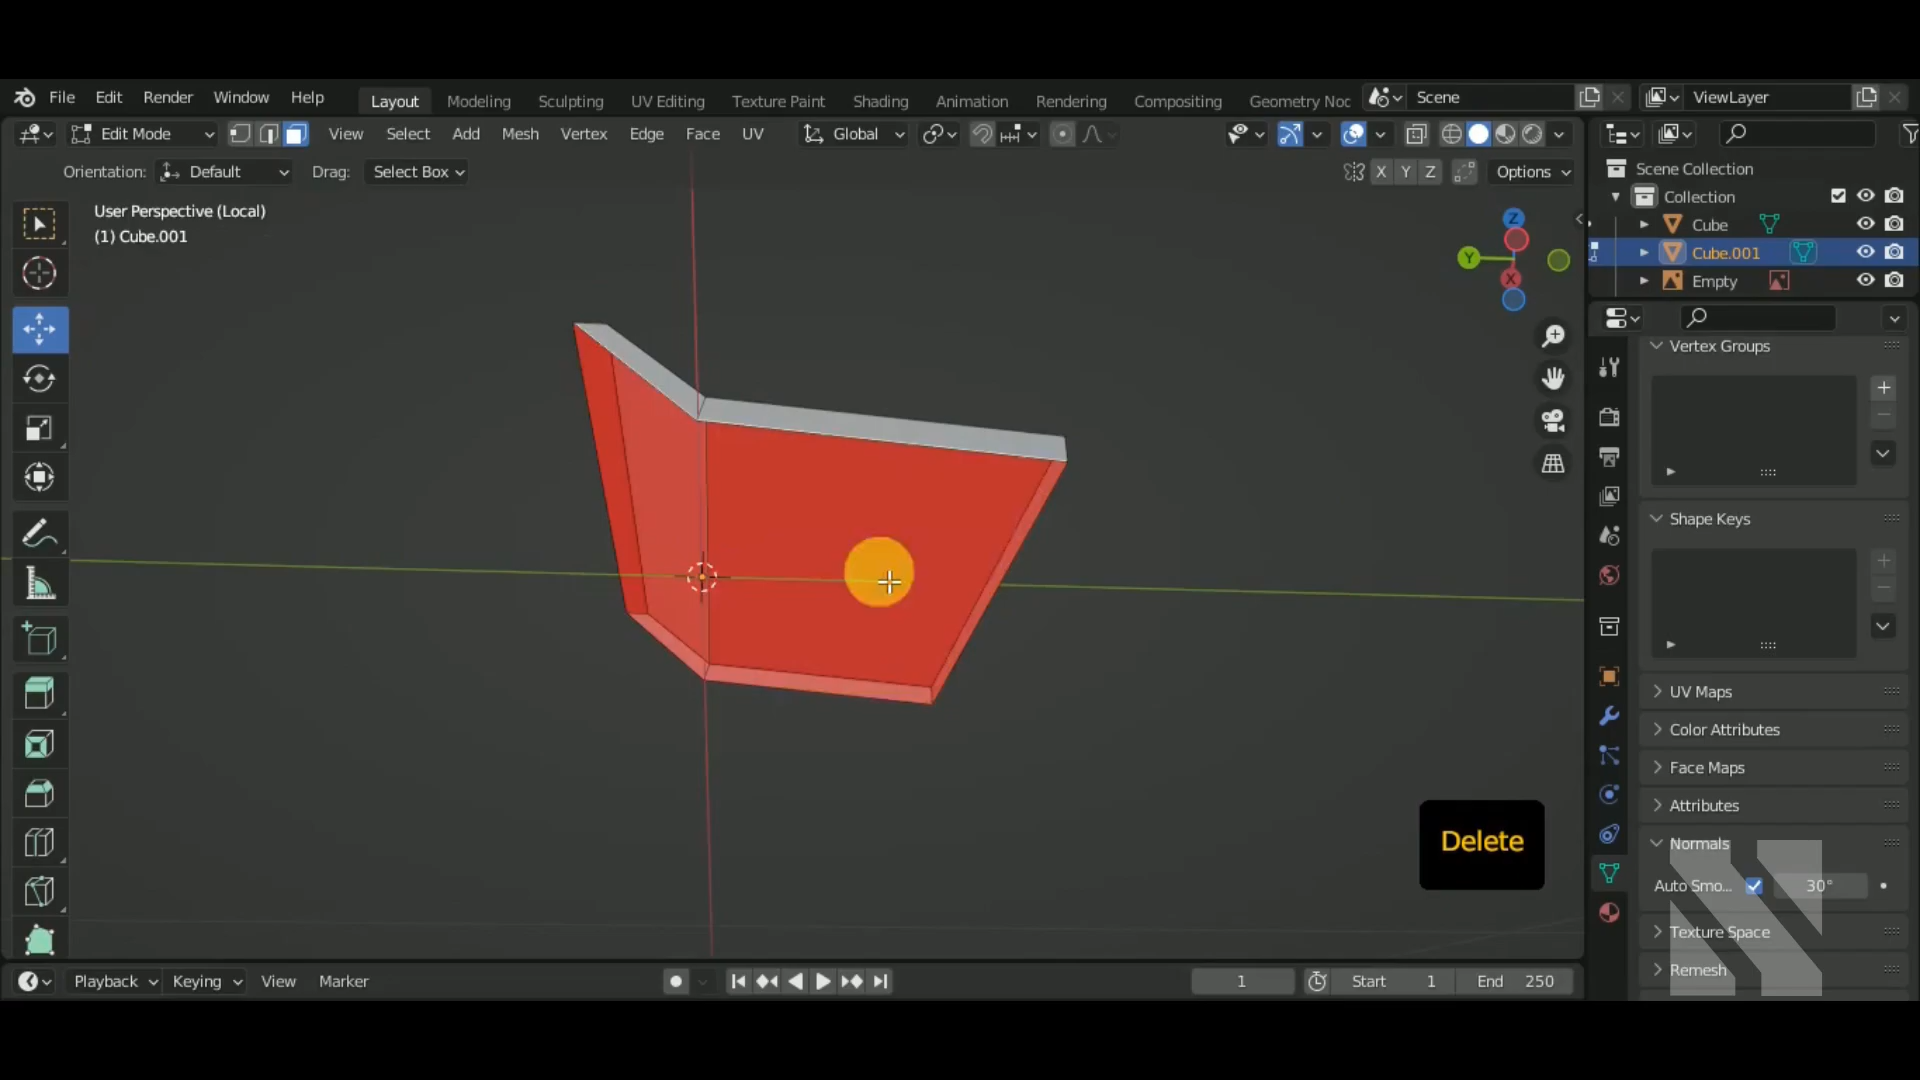 File Edit Render Window Help Layout Modeling Sculpting UV Editing Texture Paint Shading Animation Rendering Compositing Geometry Noc Scene ViewLayer
Edit Mode View Select Add Mesh Vertex Edge Face UV Global
Orientation: Default Drag: Select Box X Y Z Options
Scene Collection
Collection
Cube
Cube.001
Empty
User Perspective (Local)
(1) Cube.001
Z
Y
X
Vertex Groups
Shape Keys
UV Maps
Color Attributes
Face Maps
Attributes
Normals
Auto Smo... 30°
Texture Space
Remesh
Delete
Playback Keying View Marker 1 Start 1 End 250